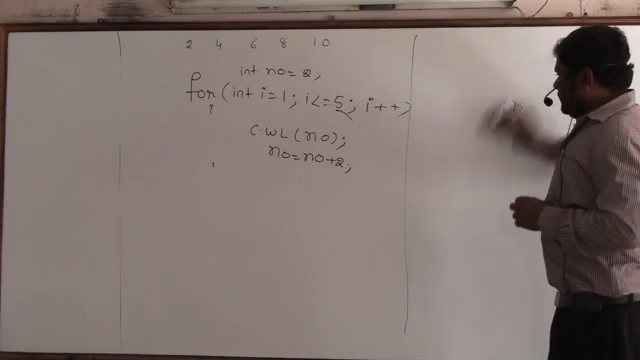 2 4 6 8 10
int no=2;
for(int i=1; i<=5; i++)
C.WL(no);
no=no+2;